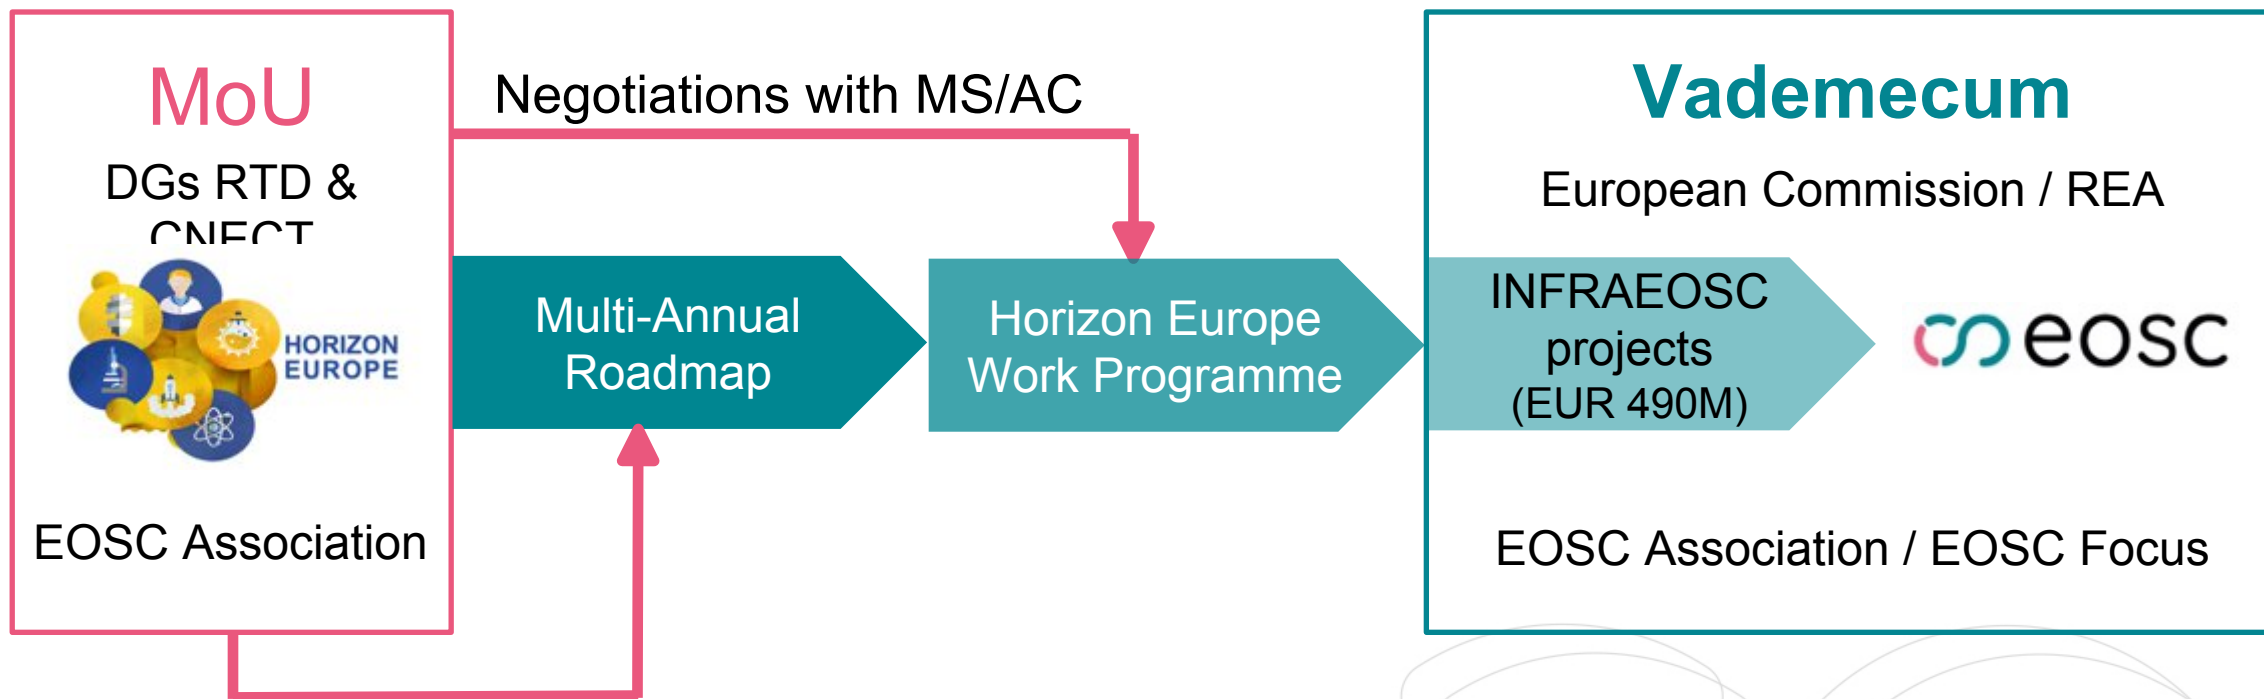 MoU
DGs RTD &
CNECT
HORIZON
EUROPE
EOSC Association
Negotiations with MS/AC
Multi-Annual
Roadmap
Horizon Europe
Work Programme
Vademecum
European Commission / REA
INFRAEOSC
projects
(EUR 490M)
eosc
EOSC Association / EOSC Focus